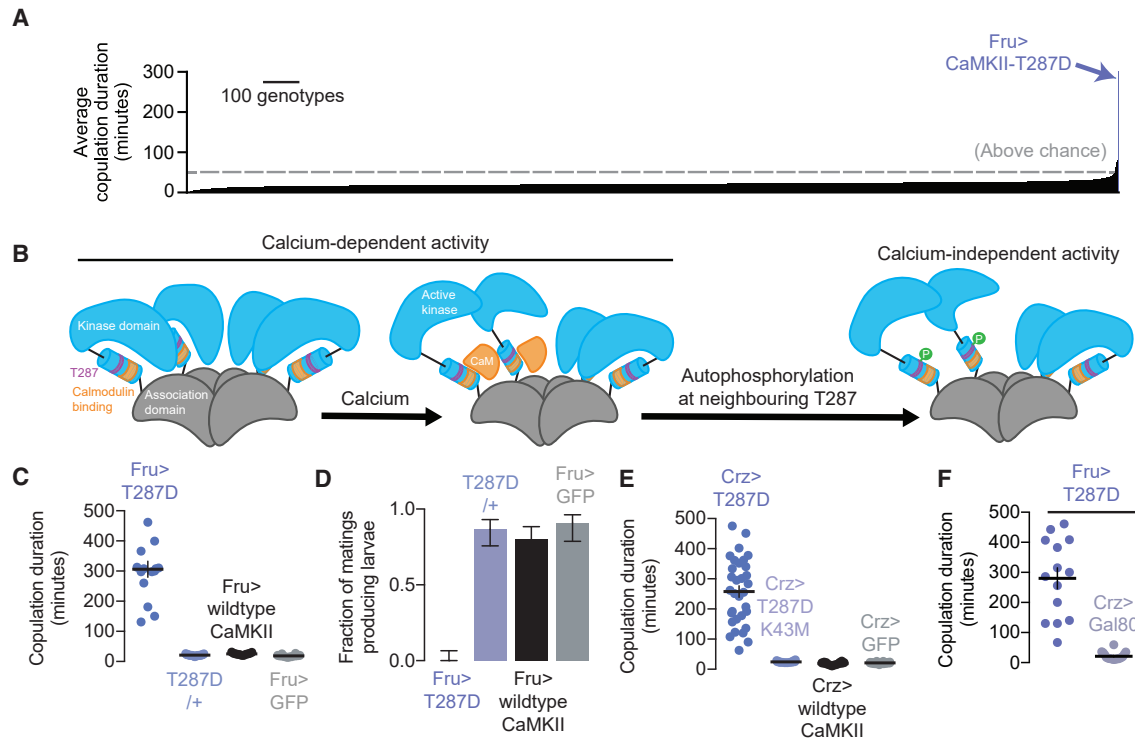 A
Average
copulation duration
(minutes)
300
200
100
0
100 genotypes
Fru>
CaMKII-T287D
(Above chance)
B
Calcium-dependent activity
Calcium-independent activity
Kinase domain
T287
Calmodulin
binding
Association
domain
Calcium
Active
kinase
CaM
Autophosphorylation
at neighbouring T287
P
P
C
Fru>
T287D
Copulation duration
(minutes)
500
400
300
200
100
0
Fru>
wildtype
CaMKII
T287D
/+
Fru>
GFP
D
Fraction of matings
producing larvae
1.0
0.5
0.0
T287D
/+
Fru>
GFP
Fru>
T287D
Fru>
wildtype
CaMKII
E
Crz>
T287D
Copulation duration
(minutes)
500
400
300
200
100
0
Crz>
T287D
K43M
Crz>
GFP
Crz>
wildtype
CaMKII
F
Fru>
T287D
Copulation duration
(minutes)
500
400
300
200
100
0
Crz>
Gal80